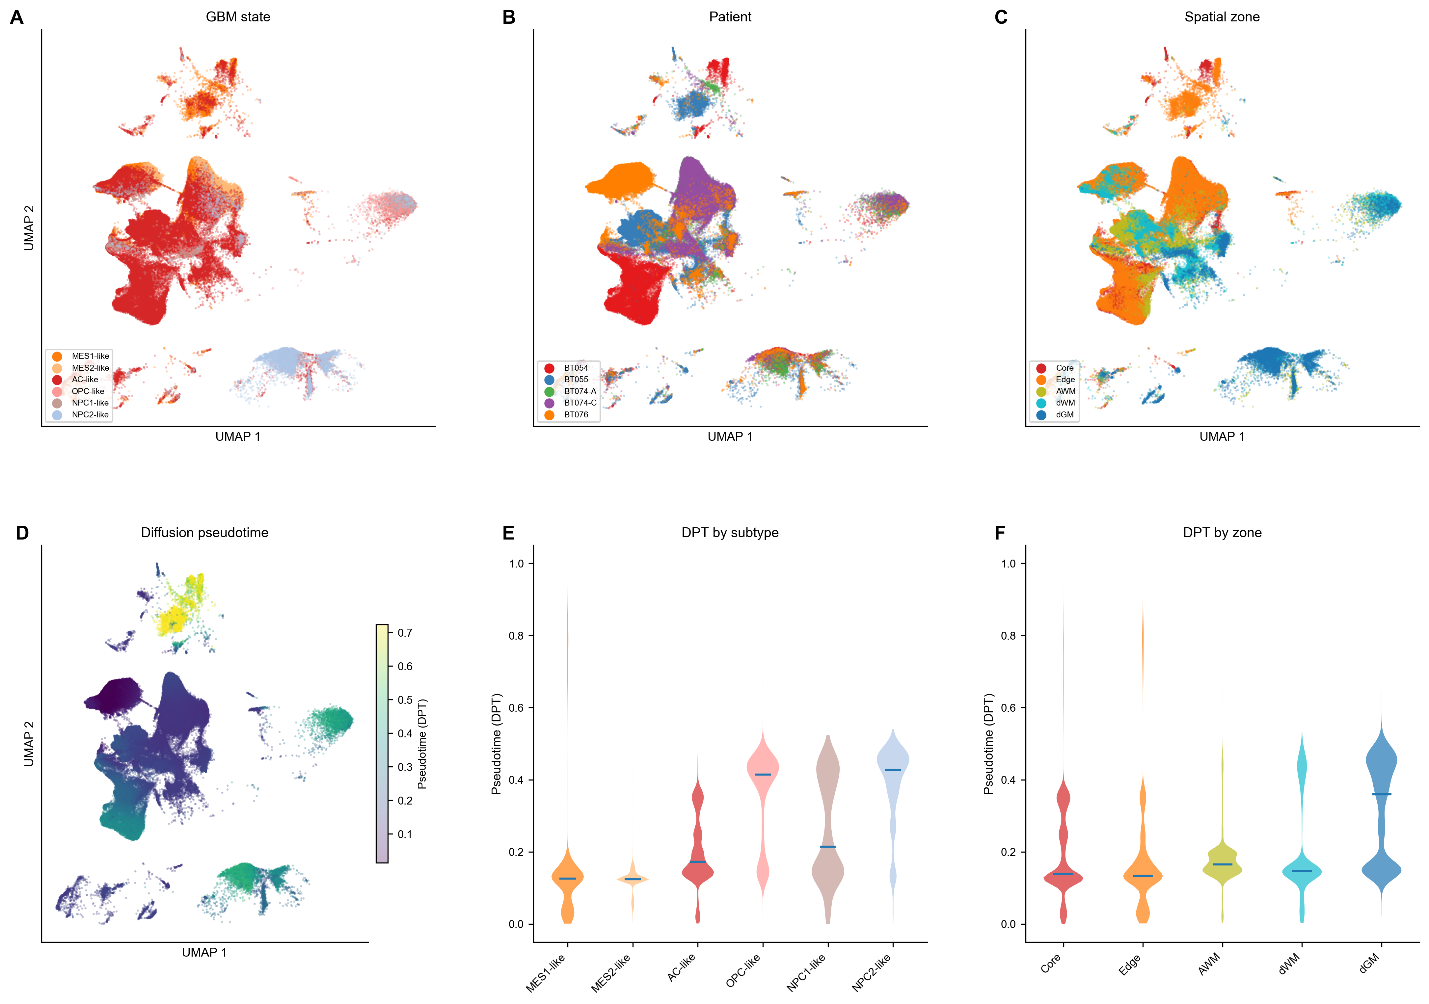 A
GBM state
UMAP 2
MES1-like
MES2-like
AC-like
OPC-like
NPC1-like
NPC2-like
UMAP 1
B
Patient
BT054
BT055
BT074-A
BT074-C
BT076
UMAP 1
C
Spatial zone
Core
Edge
AWM
dWM
dGM
UMAP 1
D
Diffusion pseudotime
UMAP 2
UMAP 1
0.7
0.6
0.5
0.4
0.3
0.2
0.1
Pseudotime (DPT)
E
DPT by subtype
Pseudotime (DPT)
1.0
0.8
0.6
0.4
0.2
0.0
MES1-like
MES2-like
AC-like
OPC-like
NPC1-like
NPC2-like
F
DPT by zone
Pseudotime (DPT)
1.0
0.8
0.6
0.4
0.2
0.0
Core
Edge
AWM
dWM
dGM